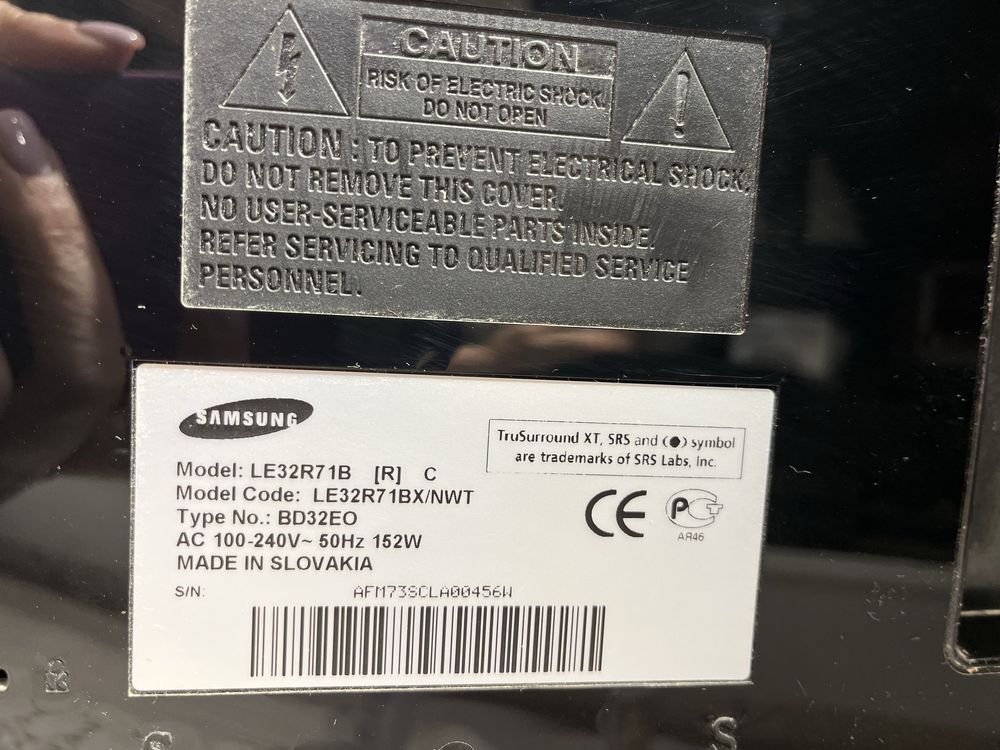 CAUTION
RISK OF ELECTRIC SHOCK
DO NOT OPEN
CAUTION : TO PREVENT ELECTRICAL SHOCK,
DO NOT REMOVE THIS COVER.
NO USER-SERVICEABLE PARTS INSIDE.
REFER SERVICING TO QUALIFIED SERVICE
PERSONNEL.
SAMSUNG
TruSurround XT, SRS and (●) symbol
are trademarks of SRS Labs, Inc.
Model: LE32R71B [R] C
Model Code: LE32R71BX/NWT
Type No.: BD32EO
AC 100-240V~ 50Hz 152W
MADE IN SLOVAKIA
CE
АЯ46
S/N: AFM73SCLA00456W
S